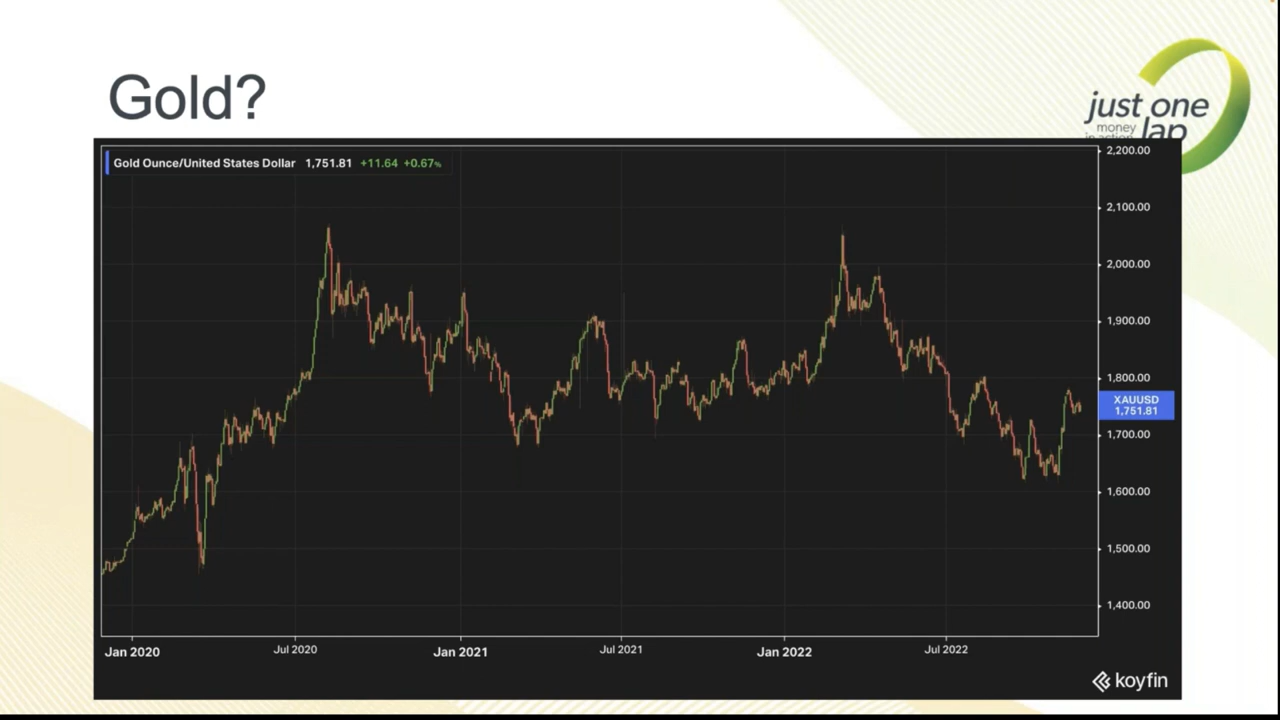 Gold?
just one
money
in action
lap
Gold Ounce/United States Dollar 1,751.81 +11.64 +0.67%
2,200.00
2,100.00
2,000.00
1,900.00
1,800.00
XAUUSD
1,751.81
1,700.00
1,600.00
1,500.00
1,400.00
Jan 2020 Jul 2020 Jan 2021 Jul 2021 Jan 2022 Jul 2022
koyfin